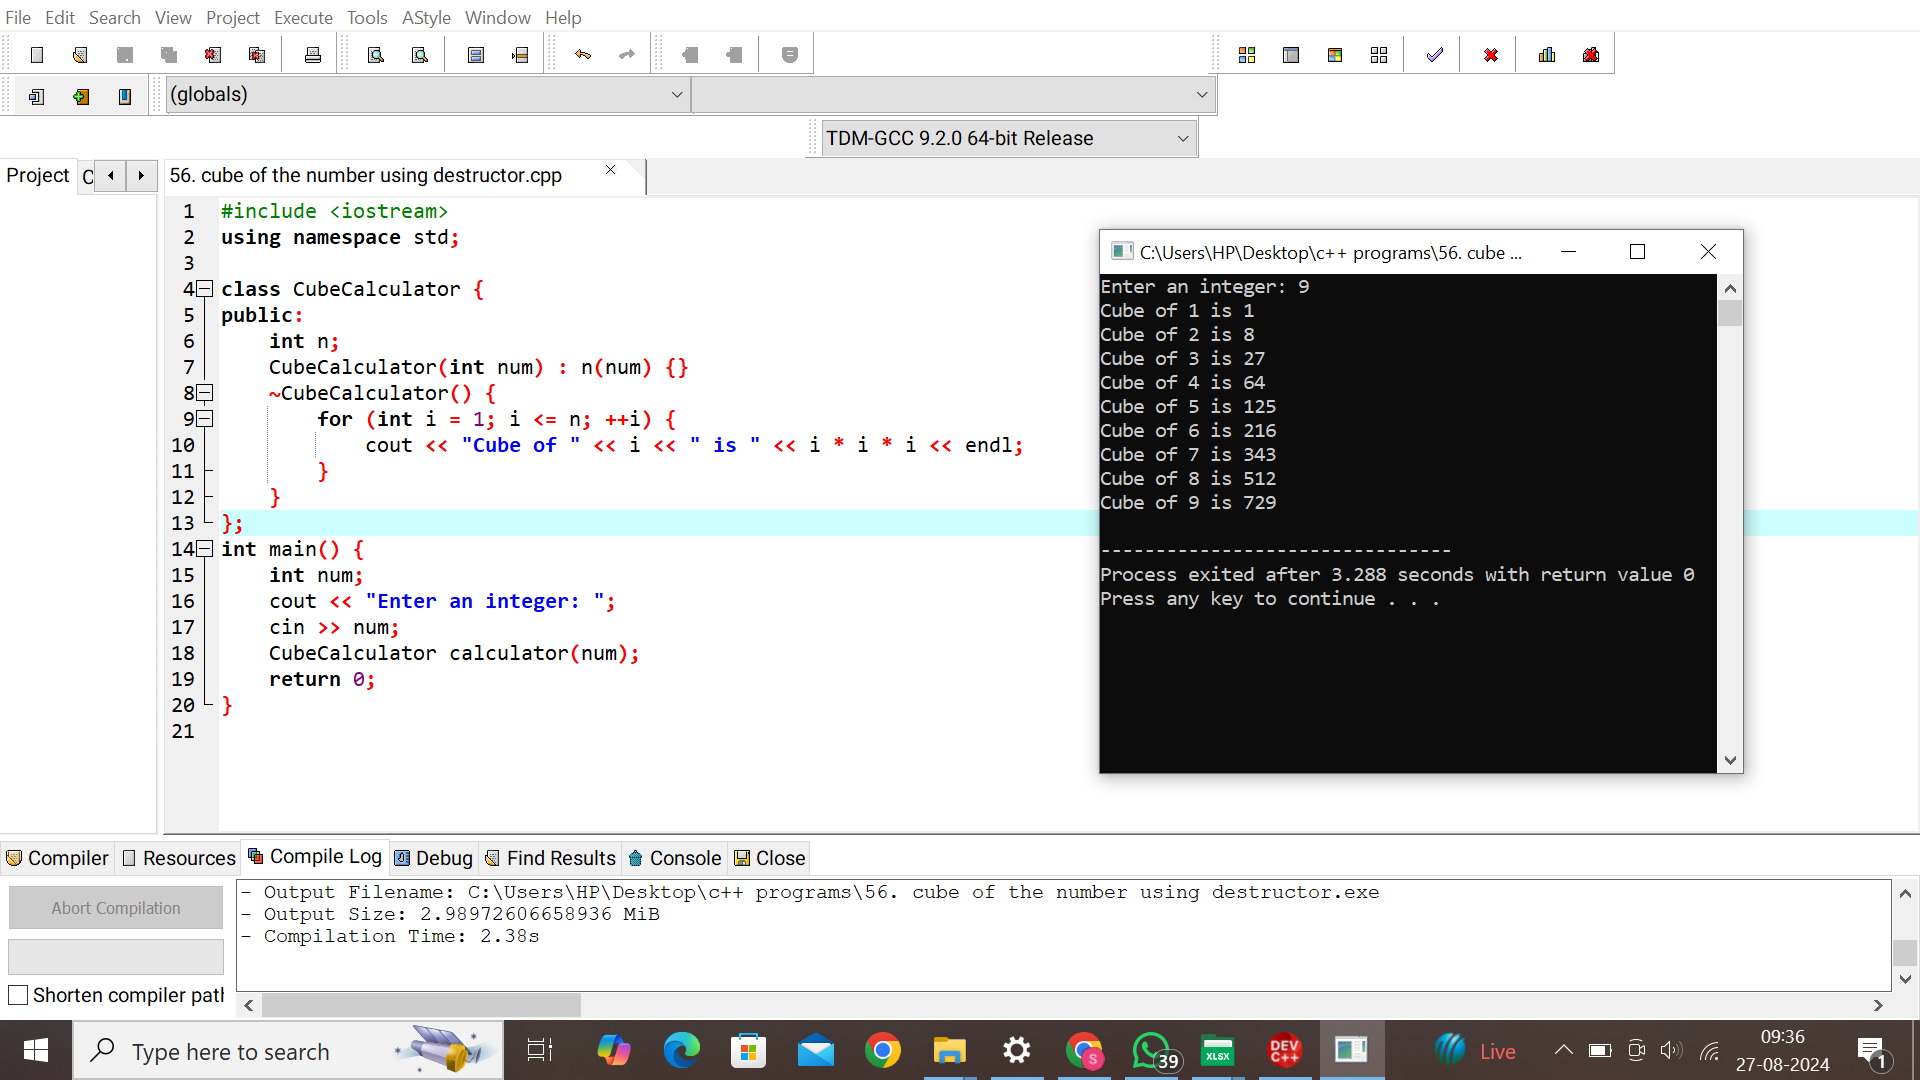 File Edit Search View Project Execute Tools AStyle Window Help
(globals)
TDM-GCC 9.2.0 64-bit Release
Project C
56. cube of the number using destructor.cpp
1 #include <iostream>
2 using namespace std;
3
4 class CubeCalculator {
5 public:
6 int n;
7 CubeCalculator(int num) : n(num) {}
8 ~CubeCalculator() {
9 for (int i = 1; i <= n; ++i) {
10 cout << "Cube of " << i << " is " << i * i * i << endl;
11 }
12 }
13 };
14 int main() {
15 int num;
16 cout << "Enter an integer: ";
17 cin >> num;
18 CubeCalculator calculator(num);
19 return 0;
20 }
21
C:\Users\HP\Desktop\c++ programs\56. cube ...
Enter an integer: 9
Cube of 1 is 1
Cube of 2 is 8
Cube of 3 is 27
Cube of 4 is 64
Cube of 5 is 125
Cube of 6 is 216
Cube of 7 is 343
Cube of 8 is 512
Cube of 9 is 729
--------------------------------
Process exited after 3.288 seconds with return value 0
Press any key to continue . . .
Compiler Resources Compile Log Debug Find Results Console Close
Abort Compilation
Shorten compiler path
- Output Filename: C:\Users\HP\Desktop\c++ programs\56. cube of the number using destructor.exe
- Output Size: 2.98972606658936 MiB
- Compilation Time: 2.38s
Type here to search
S
39
XLSX
DEV
C++
Live
09:36
27-08-2024
1